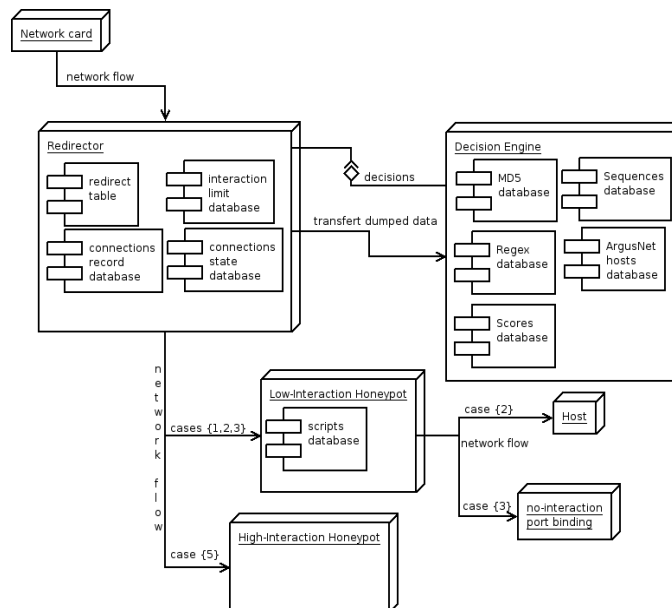 Network card
network flow
Redirector
redirect
table
interaction
limit
database
connections
record
database
connections
state
database
decisions
transfert dumped data
Decision Engine
MD5
database
Sequences
database
Regex
database
ArgusNet
hosts
database
Scores
database
network flow
cases {1,2,3}
Low-Interaction Honeypot
scripts
database
case {2}
Host
network flow
case {3}
no-interaction
port binding
case {5}
High-Interaction Honeypot